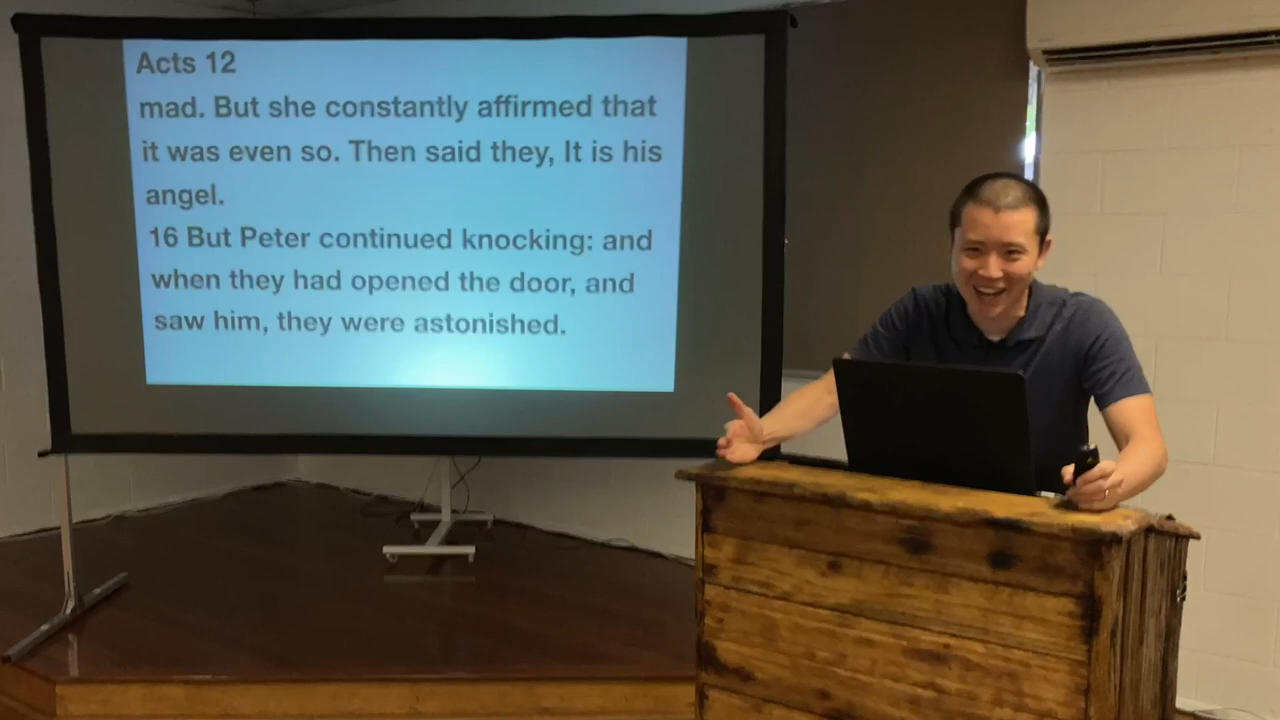 Acts 12
mad. But she constantly affirmed that
it was even so. Then said they, It is his
angel.
16 But Peter continued knocking: and
when they had opened the door, and
saw him, they were astonished.